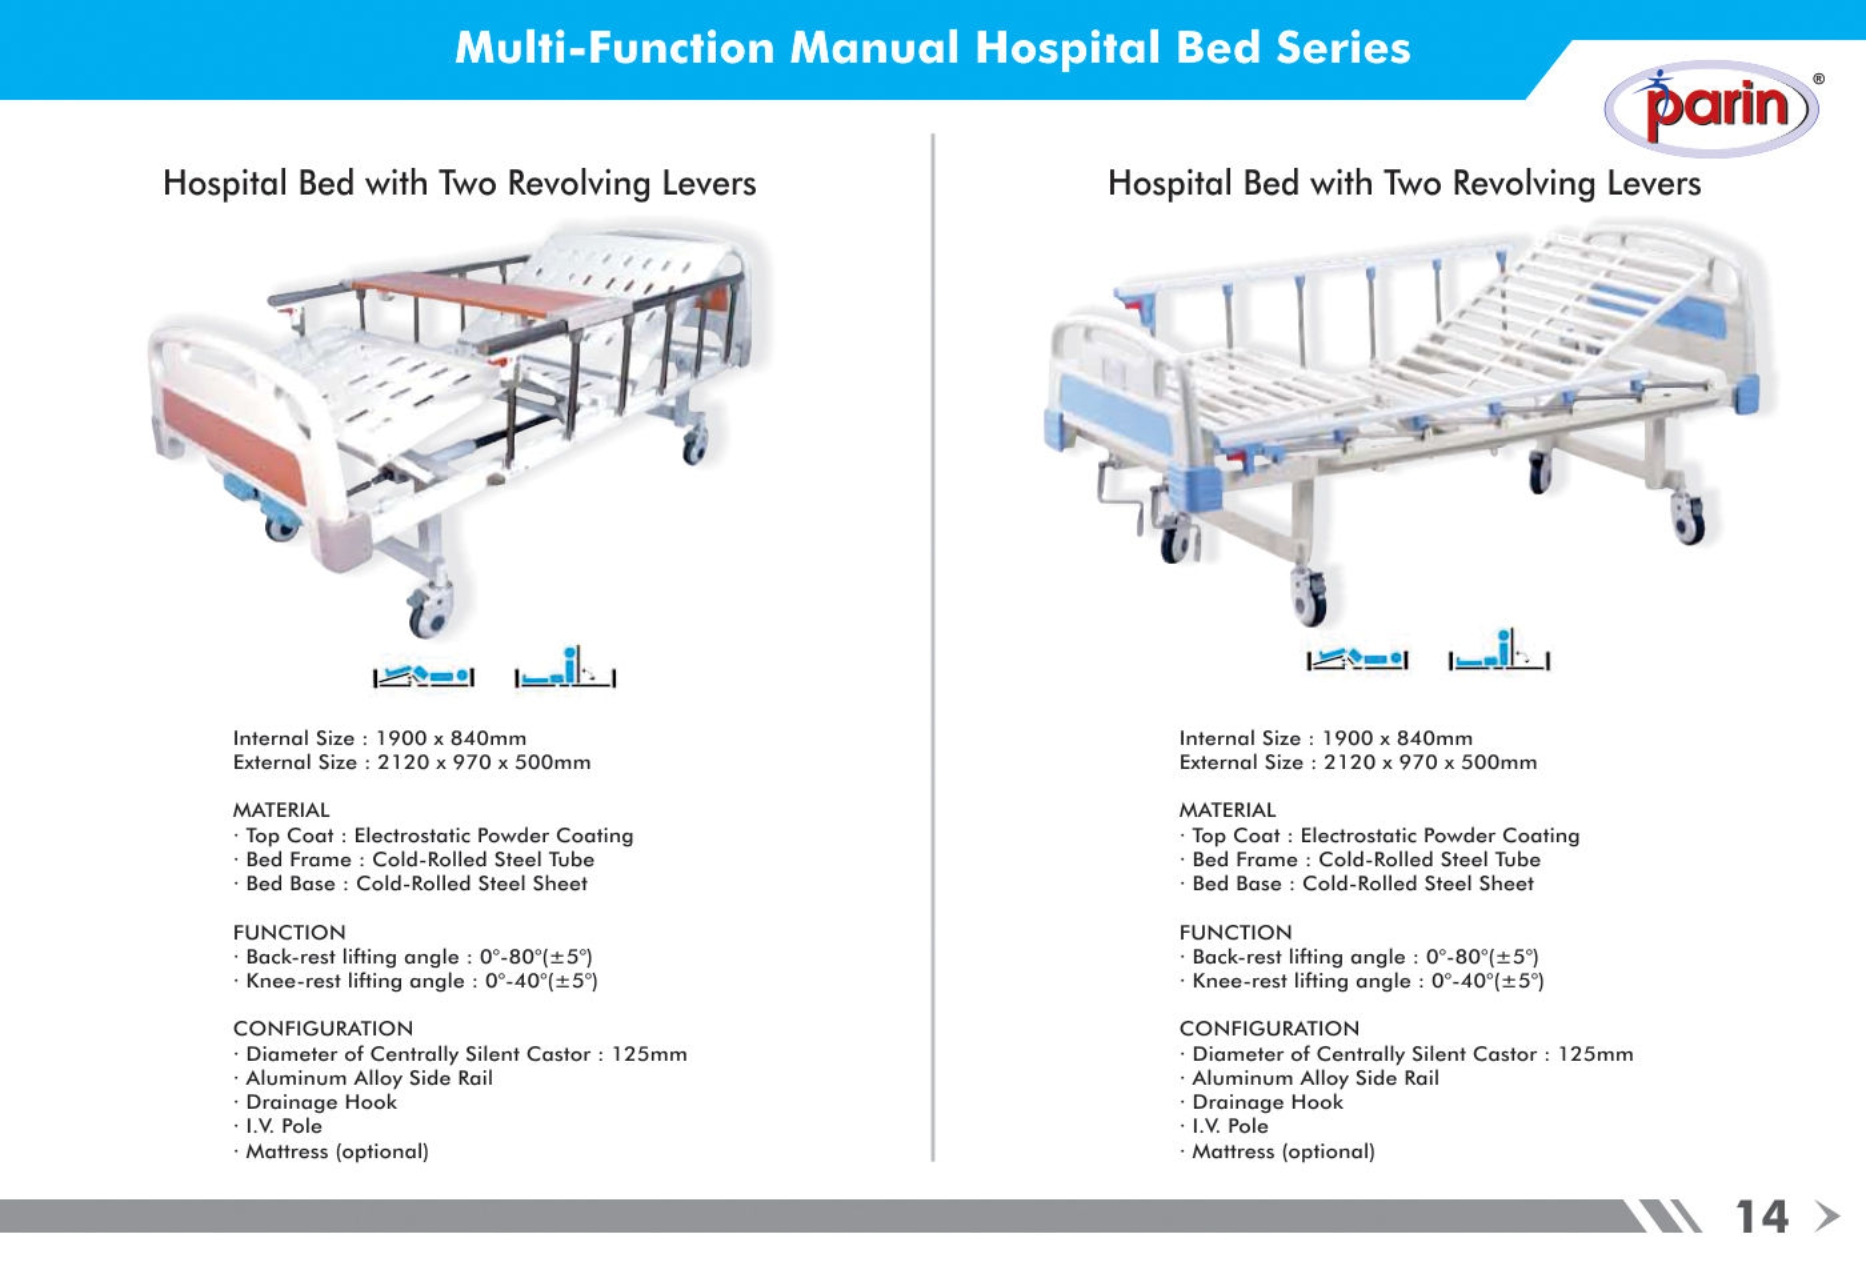 Multi-Function Manual Hospital Bed Series
parin®
Hospital Bed with Two Revolving Levers
Internal Size : 1900 x 840mm
External Size : 2120 x 970 x 500mm
MATERIAL
· Top Coat : Electrostatic Powder Coating
· Bed Frame : Cold-Rolled Steel Tube
· Bed Base : Cold-Rolled Steel Sheet
FUNCTION
· Back-rest lifting angle : 0°-80°(±5°)
· Knee-rest lifting angle : 0°-40°(±5°)
CONFIGURATION
· Diameter of Centrally Silent Castor : 125mm
· Aluminum Alloy Side Rail
· Drainage Hook
· I.V. Pole
· Mattress (optional)
Hospital Bed with Two Revolving Levers
Internal Size : 1900 x 840mm
External Size : 2120 x 970 x 500mm
MATERIAL
· Top Coat : Electrostatic Powder Coating
· Bed Frame : Cold-Rolled Steel Tube
· Bed Base : Cold-Rolled Steel Sheet
FUNCTION
· Back-rest lifting angle : 0°-80°(±5°)
· Knee-rest lifting angle : 0°-40°(±5°)
CONFIGURATION
· Diameter of Centrally Silent Castor : 125mm
· Aluminum Alloy Side Rail
· Drainage Hook
· I.V. Pole
· Mattress (optional)
14